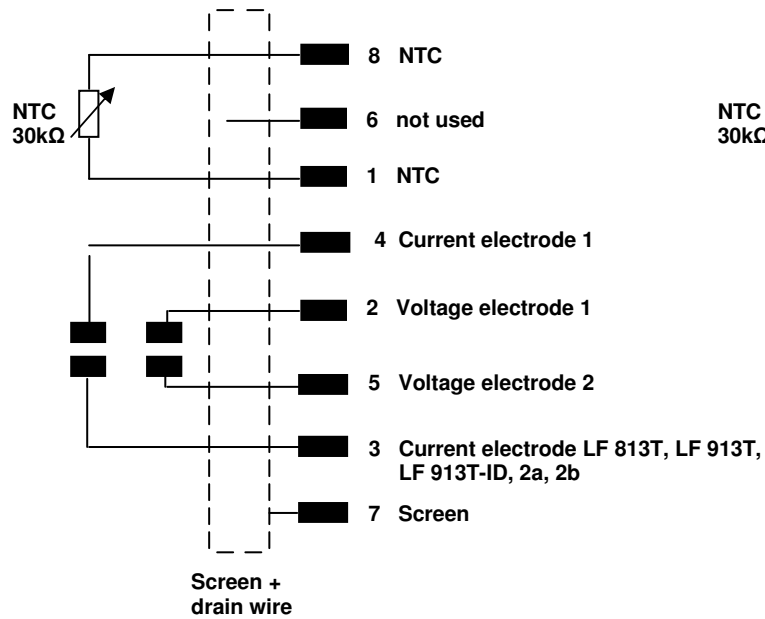 8 NTC
NTC
30kΩ
6 not used
1 NTC
4 Current electrode 1
2 Voltage electrode 1
5 Voltage electrode 2
3 Current electrode LF 813T, LF 913T,
LF 913T-ID, 2a, 2b
7 Screen
Screen +
drain wire
NTC
30kΩ